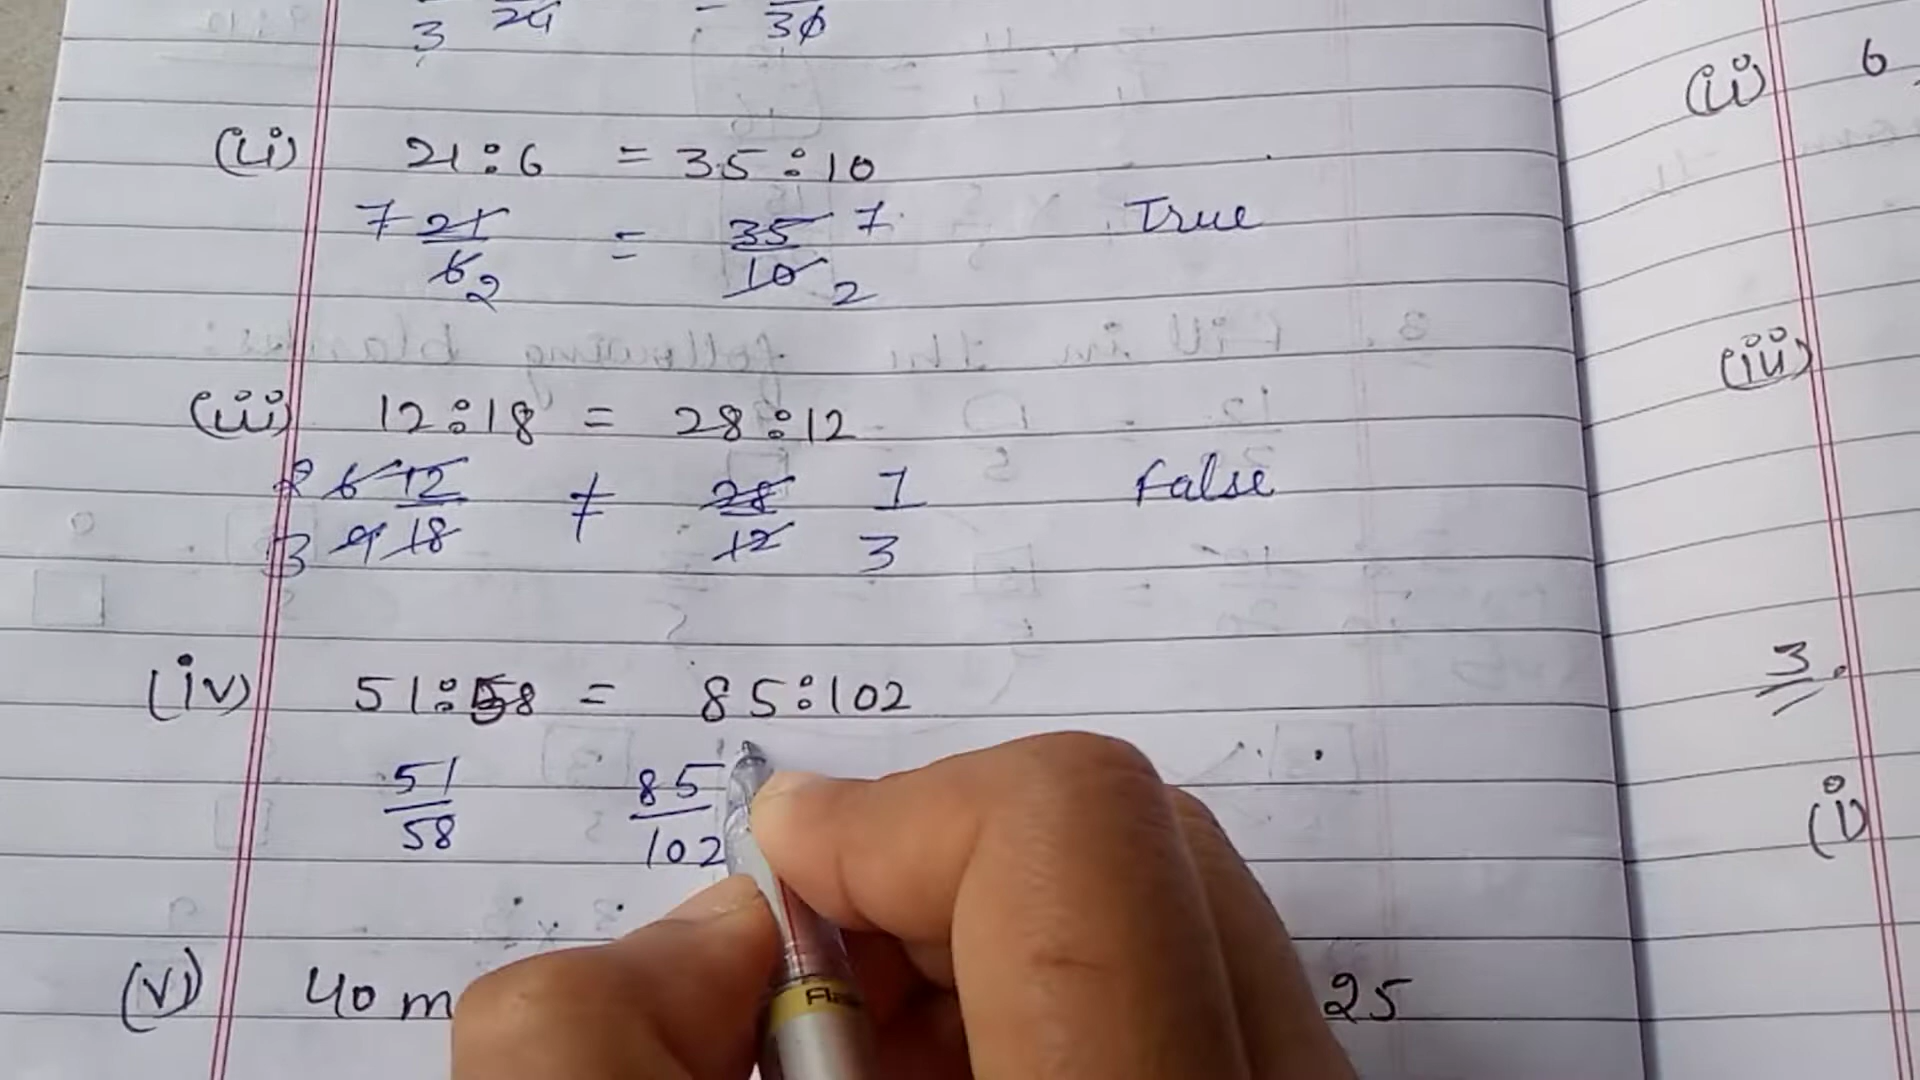 3 24 = 30
(ii) 21:6 = 35:10
7 21 = 35 7 True
6 2 10 2
(iii) 12:18 = 28:12
2 6 12 ≠ 28 1 False
3 9 18 12 3
(iv) 51:58 = 85:102
51 85
58 102
(v) 40 m 25
(ii) 6
(iii)
3.
(i)